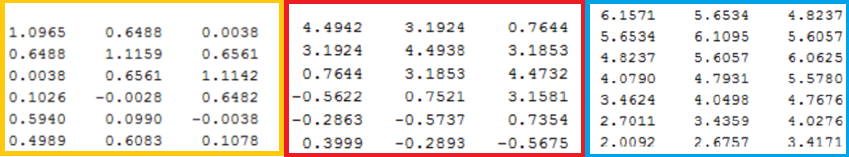 1.0965 0.6488 0.0038
0.6488 1.1159 0.6561
0.0038 0.6561 1.1142
0.1026 -0.0028 0.6482
0.5940 0.0990 -0.0038
0.4989 0.6083 0.1078
4.4942 3.1924 0.7644
3.1924 4.4938 3.1853
0.7644 3.1853 4.4732
-0.5622 0.7521 3.1581
-0.2863 -0.5737 0.7354
0.3999 -0.2893 -0.5675
6.1571 5.6534 4.8237
5.6534 6.1095 5.6057
4.8237 5.6057 6.0625
4.0790 4.7931 5.5780
3.4624 4.0498 4.7676
2.7011 3.4359 4.0276
2.0092 2.6757 3.4171